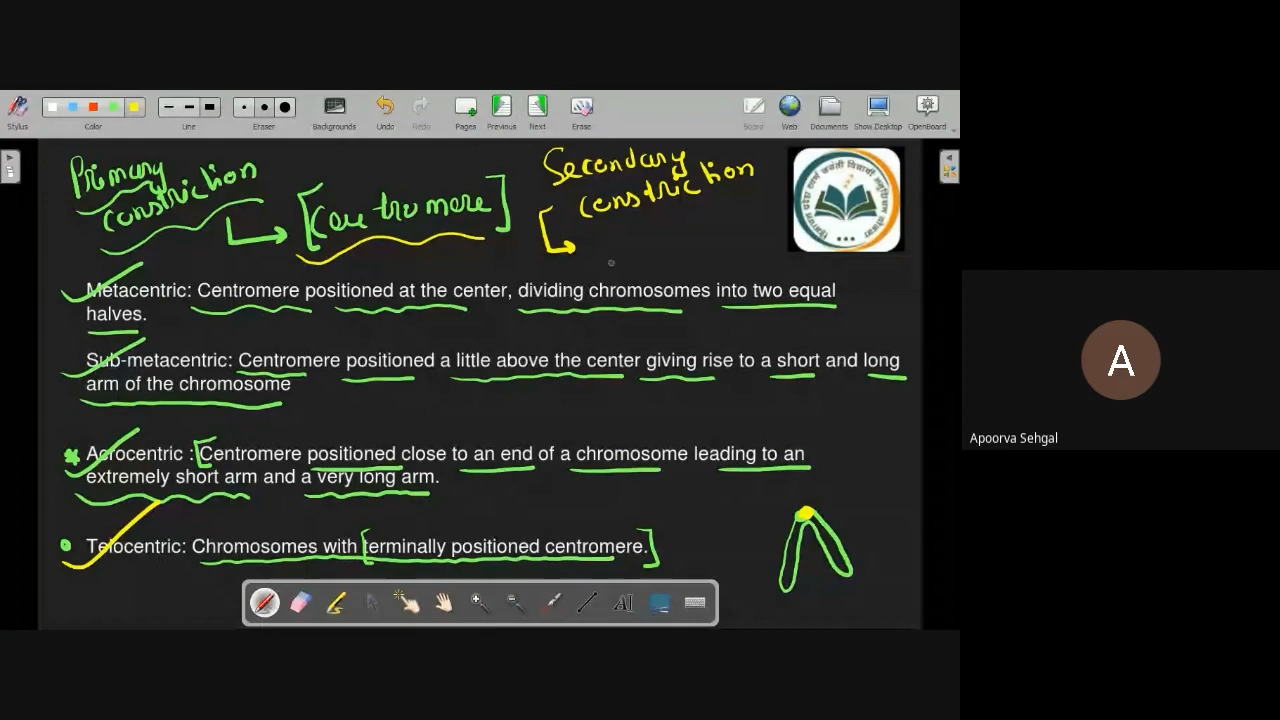 Stylus
Color
Line
Eraser
Backgrounds
Undo
Redo
Pages
Previous
Next
Erase
Board
Web
Documents
Show Desktop
OpenBoard
Primary
constriction
[Centromere]
Secondary
constriction
Metacentric: Centromere positioned at the center, dividing chromosomes into two equal
halves.
Sub-metacentric: Centromere positioned a little above the center giving rise to a short and long
arm of the chromosome
Acrocentric : [Centromere positioned close to an end of a chromosome leading to an
extremely short arm and a very long arm.
Telocentric: Chromosomes with [terminally positioned centromere.]
A
Apoorva Sehgal